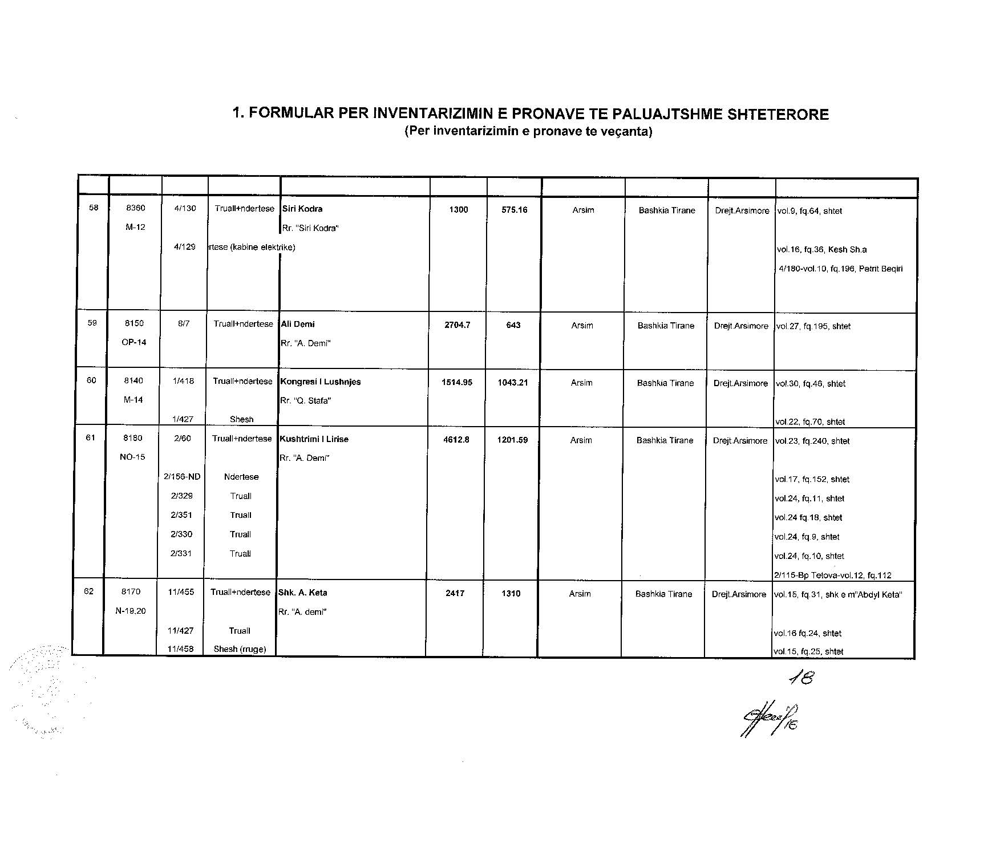 1. FORMULAR PER INVENTARIZIMIN E PRONAVE TE PALUAJTSHME SHTETERORE
(Per inventarizimin e pronave te veçanta)
58 8360 4/130 Truall+ndertese Siri Kodra 1300 575.16 Arsim Bashkia Tirane Drejt.Arsimore vol.9, fq.64, shtet
M-12 Rr. "Siri Kodra"
4/129 rtese (kabine elektrike) vol.16, fq.36, Kesh Sh.a
4/180-vol.10, fq.196, Petrit Beqiri
59 8150 8/7 Truall+ndertese Ali Demi 2704.7 643 Arsim Bashkia Tirane Drejt.Arsimore vol.27, fq.195, shtet
OP-14 Rr. "A. Demi"
60 8140 1/418 Truall+ndertese Kongresi I Lushnjes 1514.95 1043.21 Arsim Bashkia Tirane Drejt.Arsimore vol.30, fq.46, shtet
M-14 Rr. "Q. Stafa"
1/427 Shesh vol.22, fq.70, shtet
61 8180 2/60 Truall+ndertese Kushtrimi I Lirise 4612.8 1201.59 Arsim Bashkia Tirane Drejt.Arsimore vol.23, fq.240, shtet
NO-15 Rr. "A. Demi"
2/156-ND Ndertese vol.17, fq.152, shtet
2/329 Truall vol.24, fq.11, shtet
2/351 Truall vol.24 fq.18, shtet
2/330 Truall vol.24, fq.9, shtet
2/331 Truall vol.24, fq.10, shtet
2/115-Bp Tetova-vol.12, fq.112
62 8170 11/455 Truall+ndertese Shk. A. Keta 2417 1310 Arsim Bashkia Tirane Drejt.Arsimore vol.15, fq.31, shk e m"Abdyl Keta"
N-19,20 Rr. "A. demi"
11/427 Truall vol.16 fq.24, shtet
11/458 Shesh (rruge) vol.15, fq.25, shtet
18